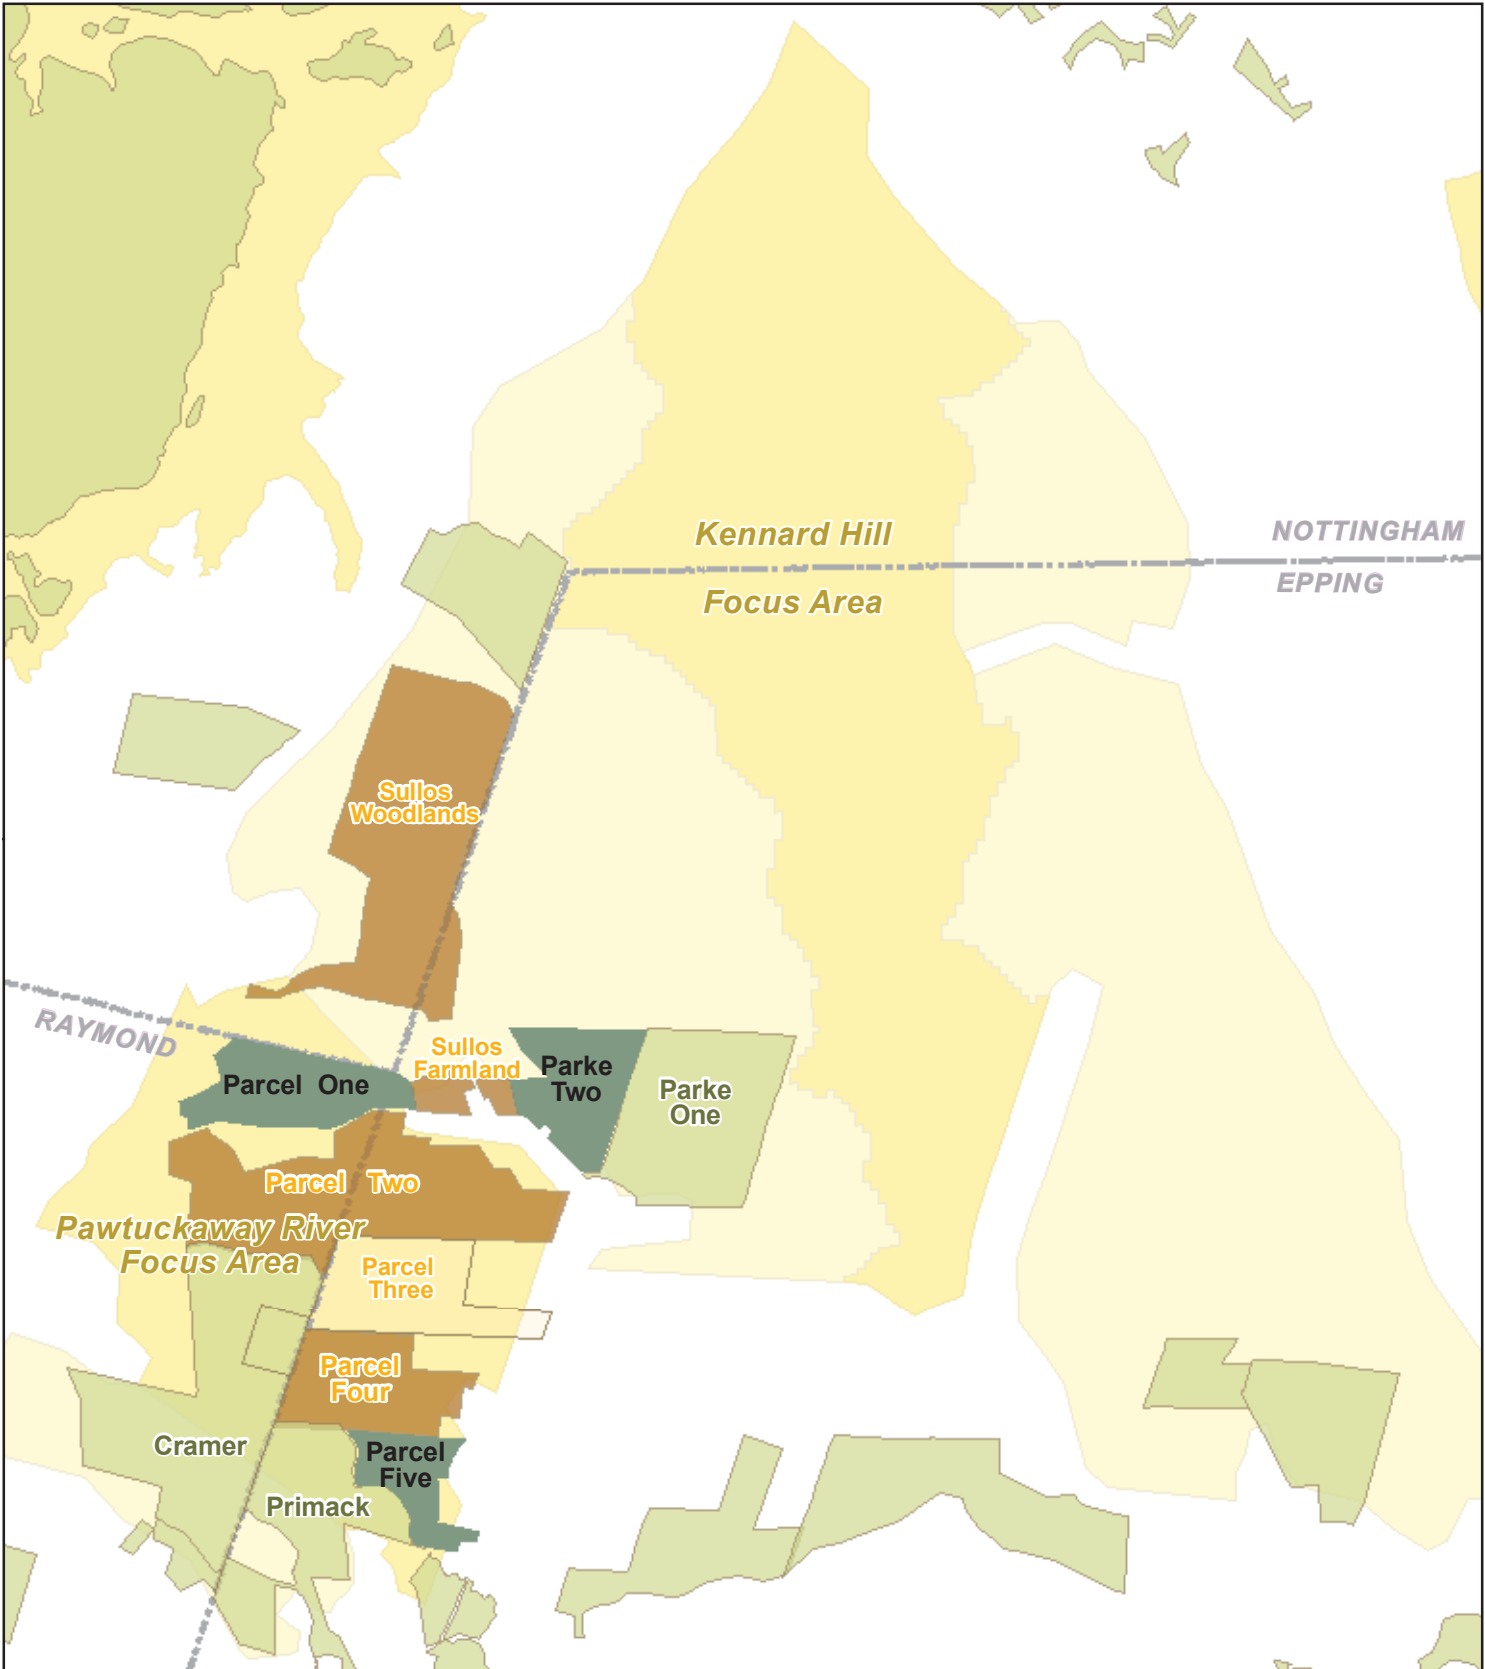 Kennard Hill
Focus Area
NOTTINGHAM
EPPING
Sullos
Woodlands
RAYMOND
Sullos
Farmland
Parke
Two
Parke
One
Parcel One
Parcel Two
Pawtuckaway River
Focus Area
Parcel
Three
Parcel
Four
Cramer
Parcel
Five
Primack